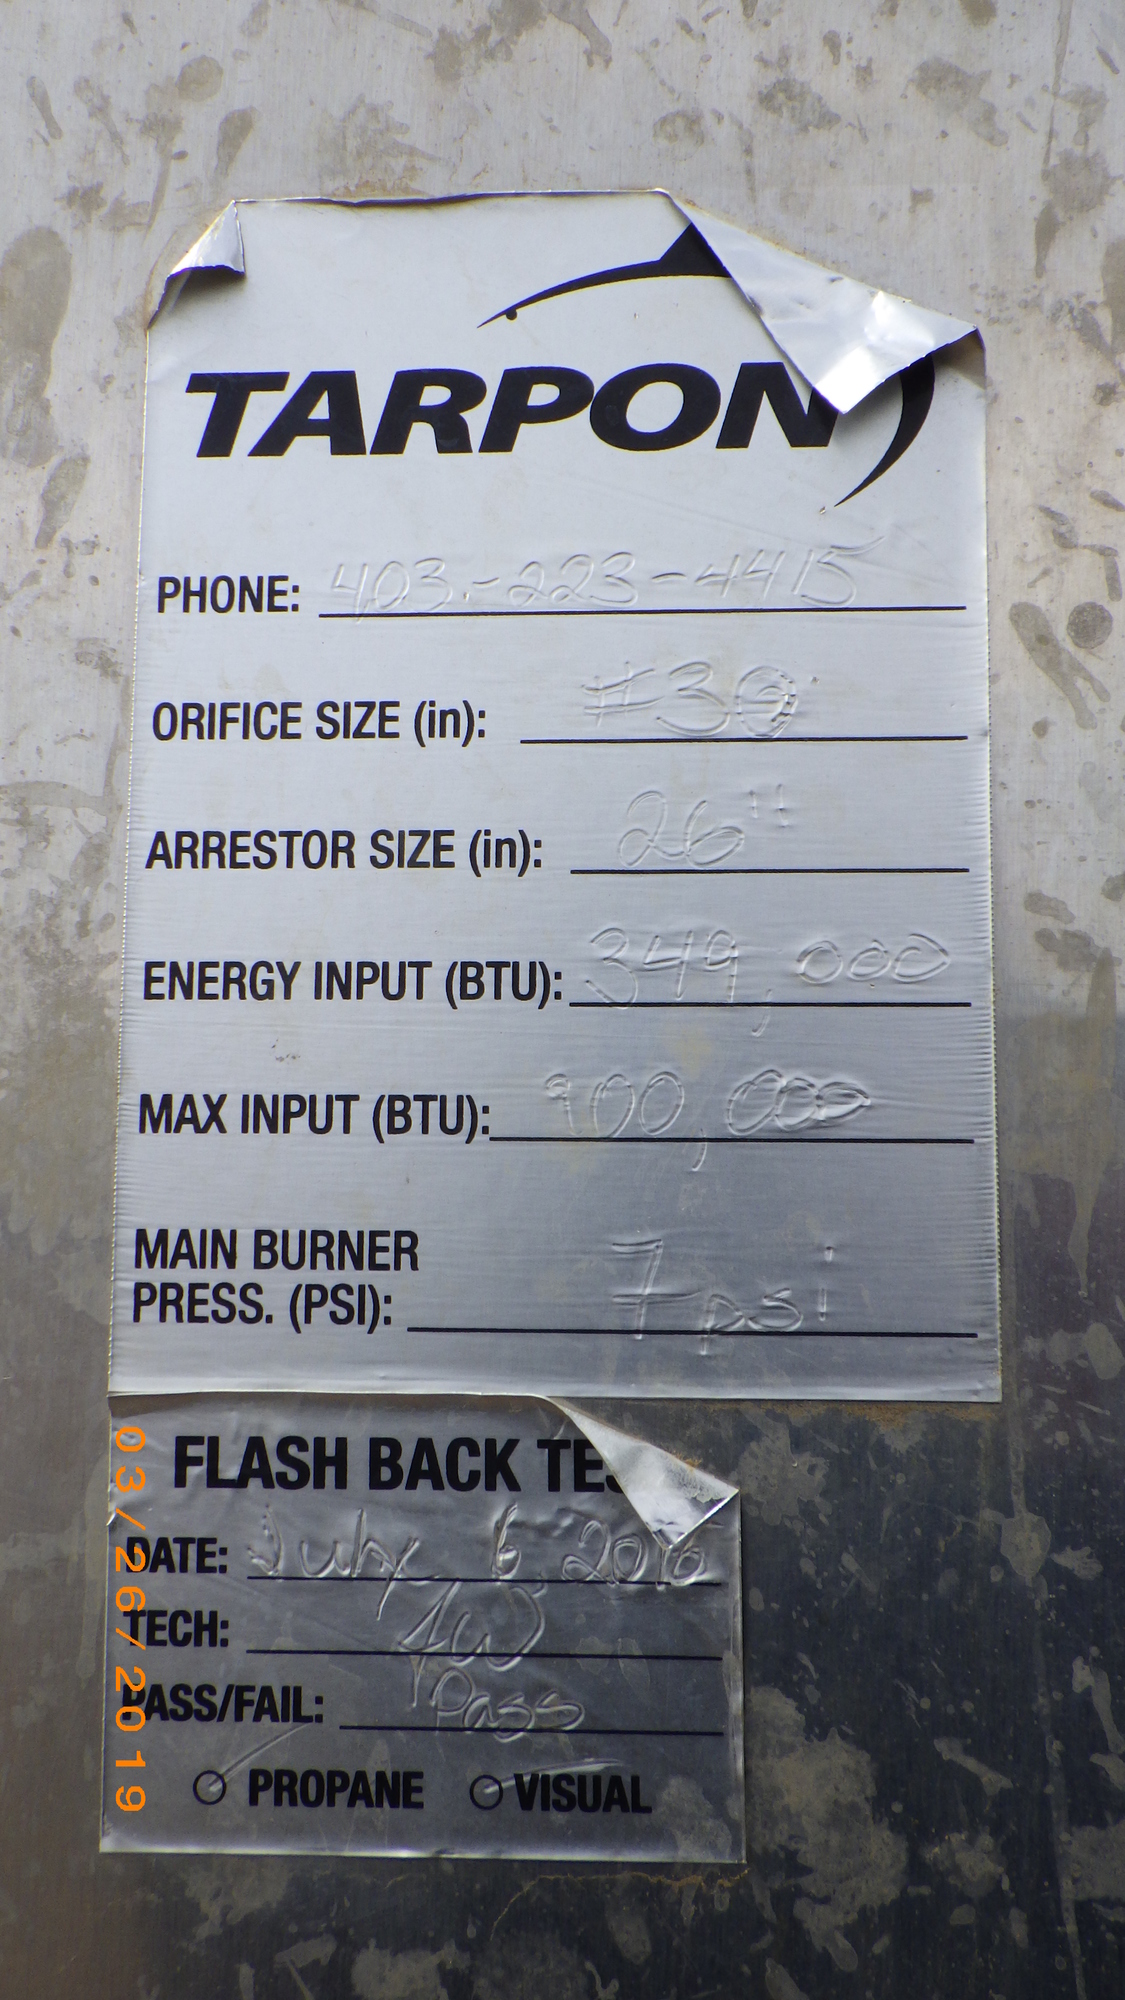 TARPON
PHONE: 403-223-4415
ORIFICE SIZE (in): #30
ARRESTOR SIZE (in): 26"
ENERGY INPUT (BTU): 349,000
MAX INPUT (BTU): 900,000
MAIN BURNER
PRESS. (PSI): 7 psi
FLASH BACK TES
DATE: July 6 2016
TECH:
PASS/FAIL: Pass
PROPANE VISUAL
03/26/2019